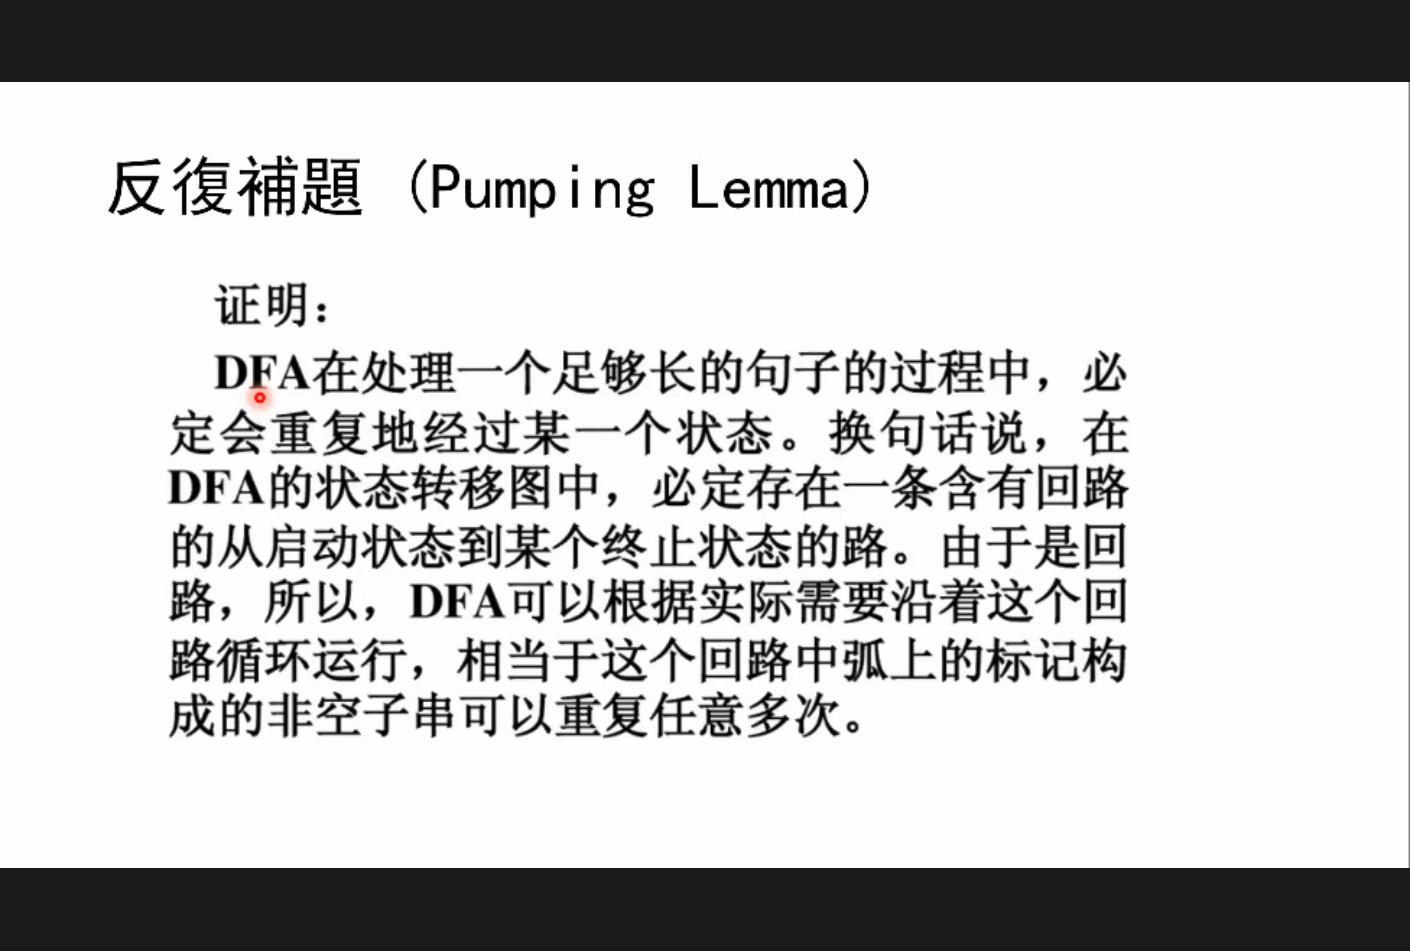 反復補題 (Pumping Lemma)
证明：
DFA在处理一个足够长的句子的过程中，必
定会重复地经过某一个状态。换句话说，在
DFA的状态转移图中，必定存在一条含有回路
的从启动状态到某个终止状态的路。由于是回
路，所以，DFA可以根据实际需要沿着这个回
路循环运行，相当于这个回路中弧上的标记构
成的非空子串可以重复任意多次。